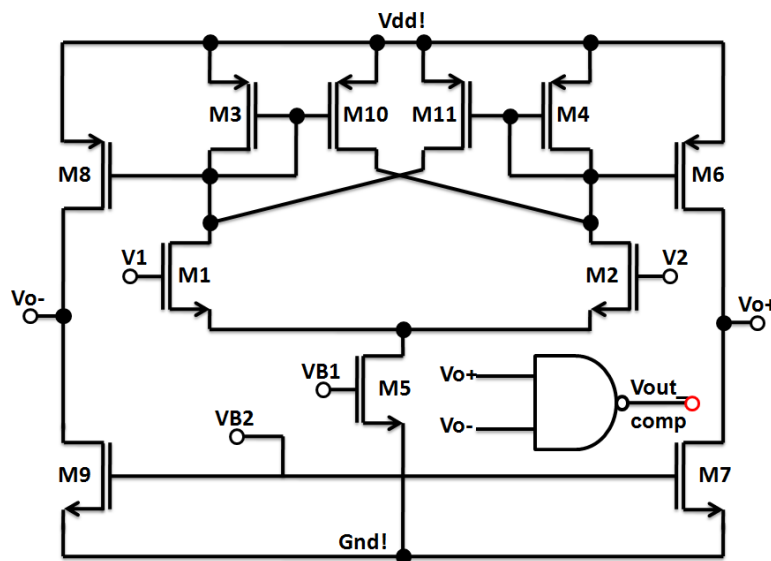 Vdd!
M3
M10
M11
M4
M8
M6
V1
V2
M1
M2
Vo-
Vo+
VB1
M5
Vo+
Vout_
VB2
Vo-
comp
M9
M7
Gnd!